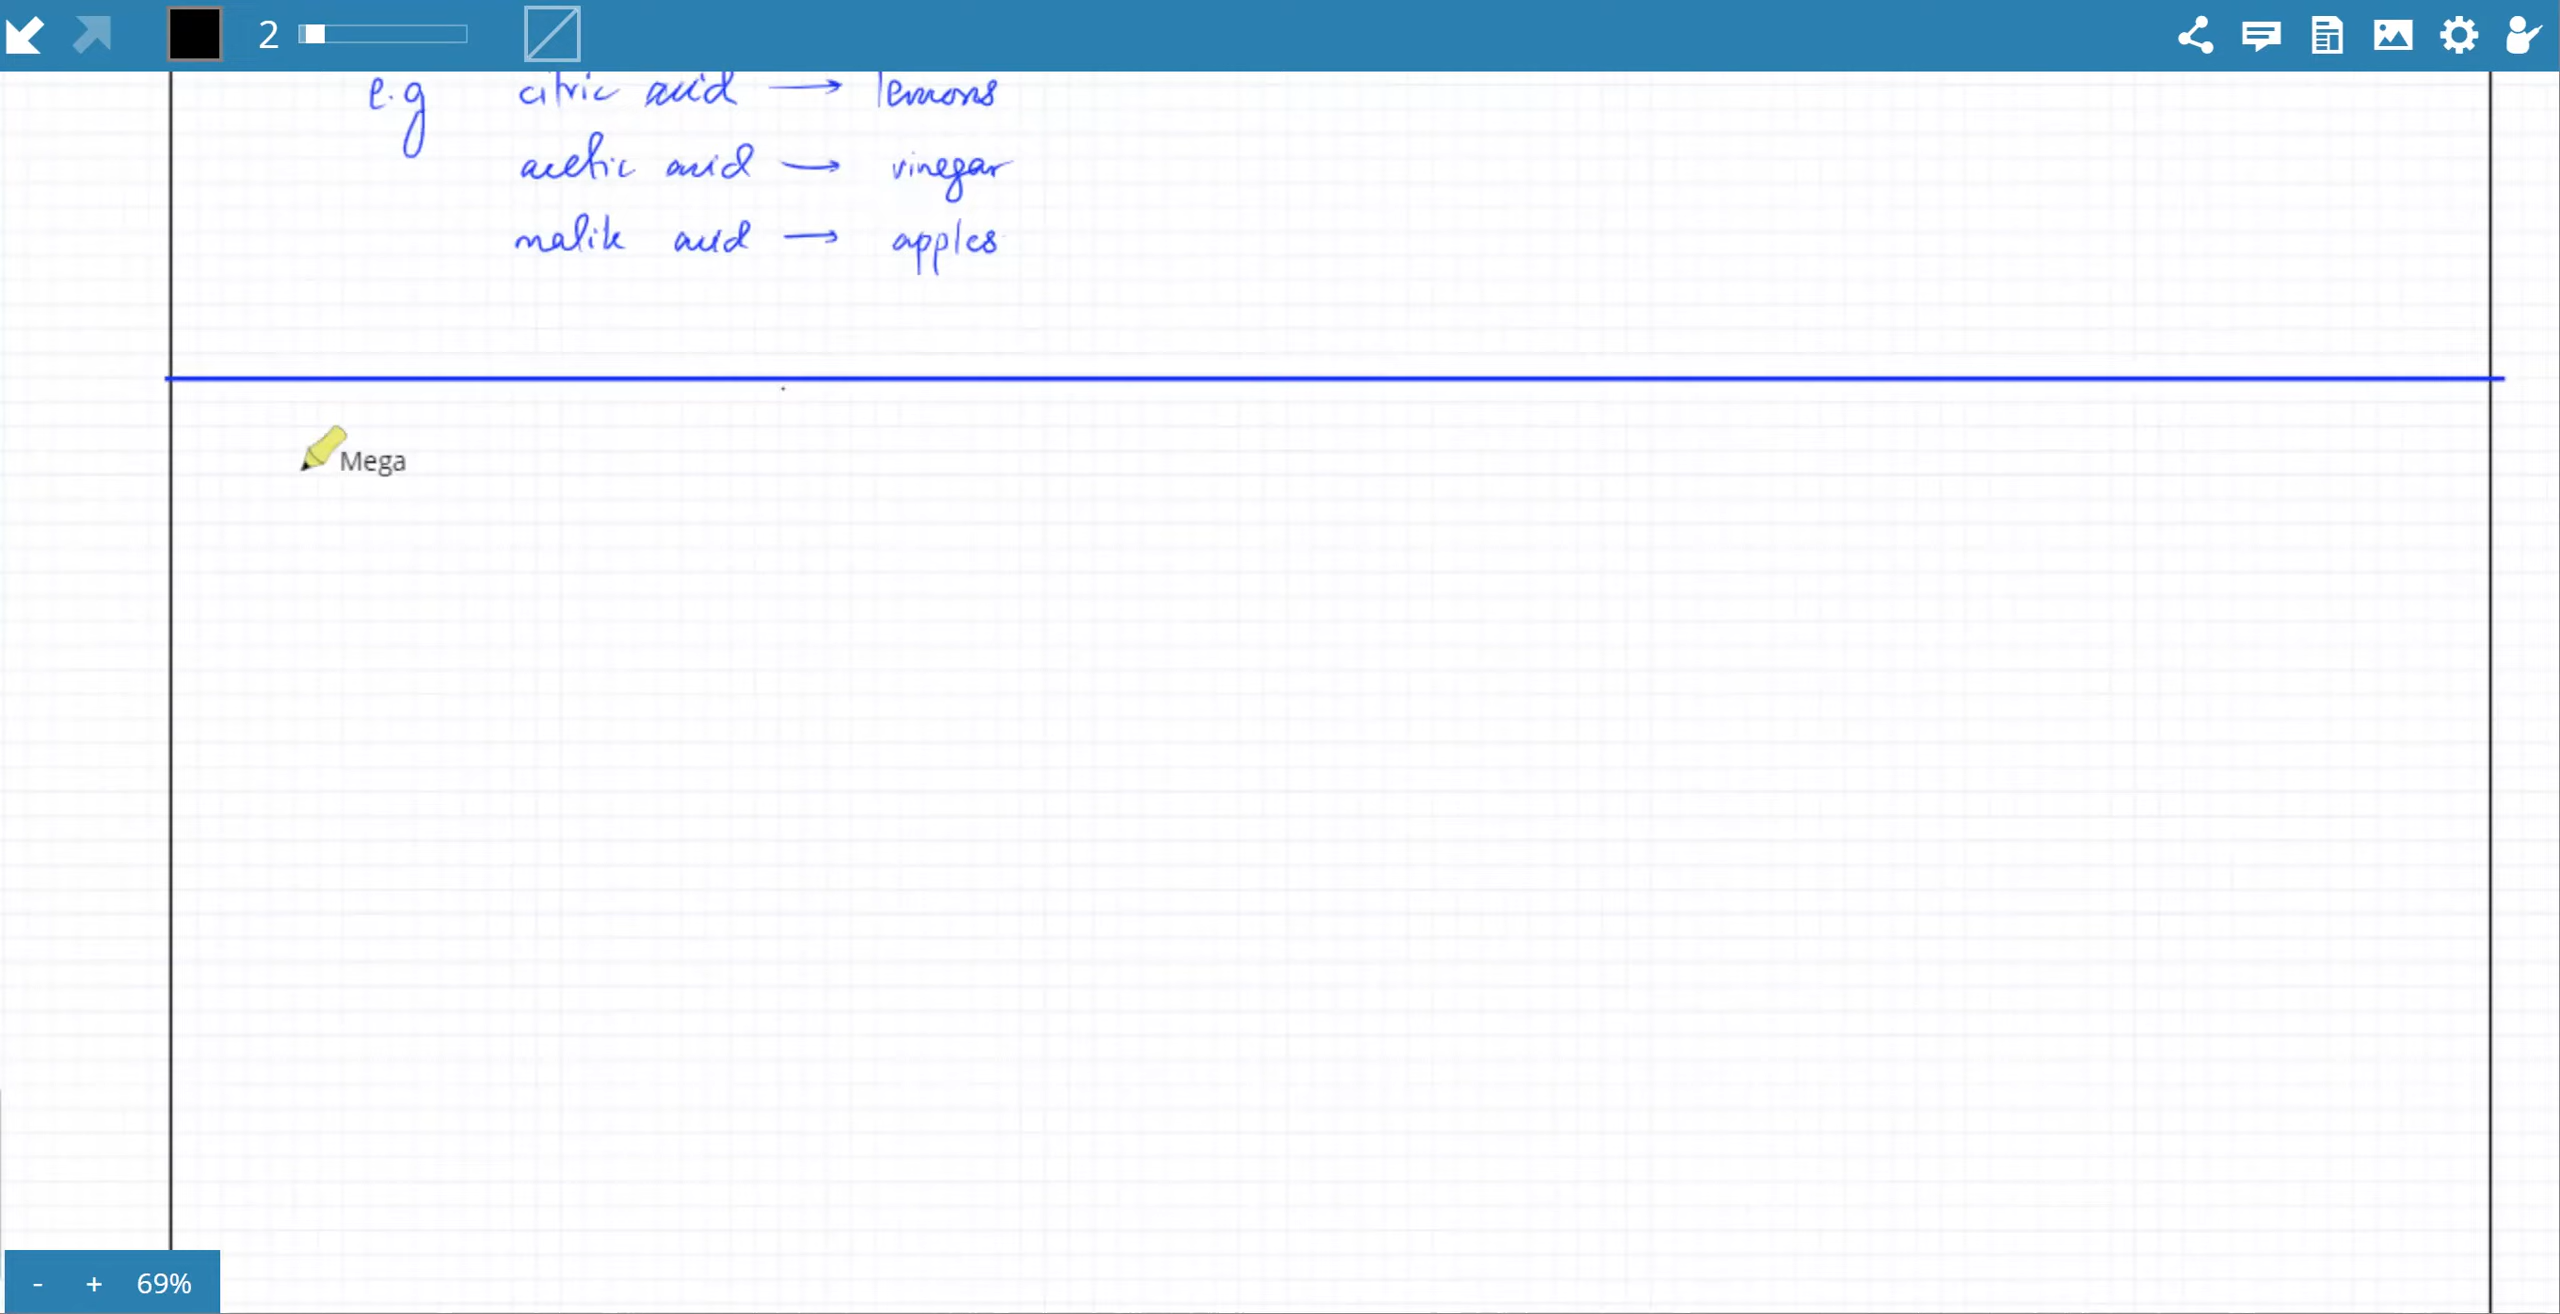 2
e.g citric acid → lemons
acetic acid → vinegar
malik acid → apples
Mega
- + 69%